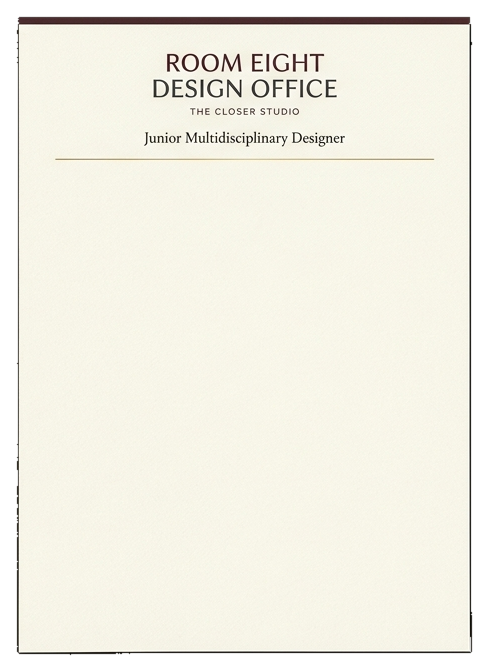 ROOM EIGHT
DESIGN OFFICE
THE CLOSER STUDIO
Junior Multidisciplinary Designer